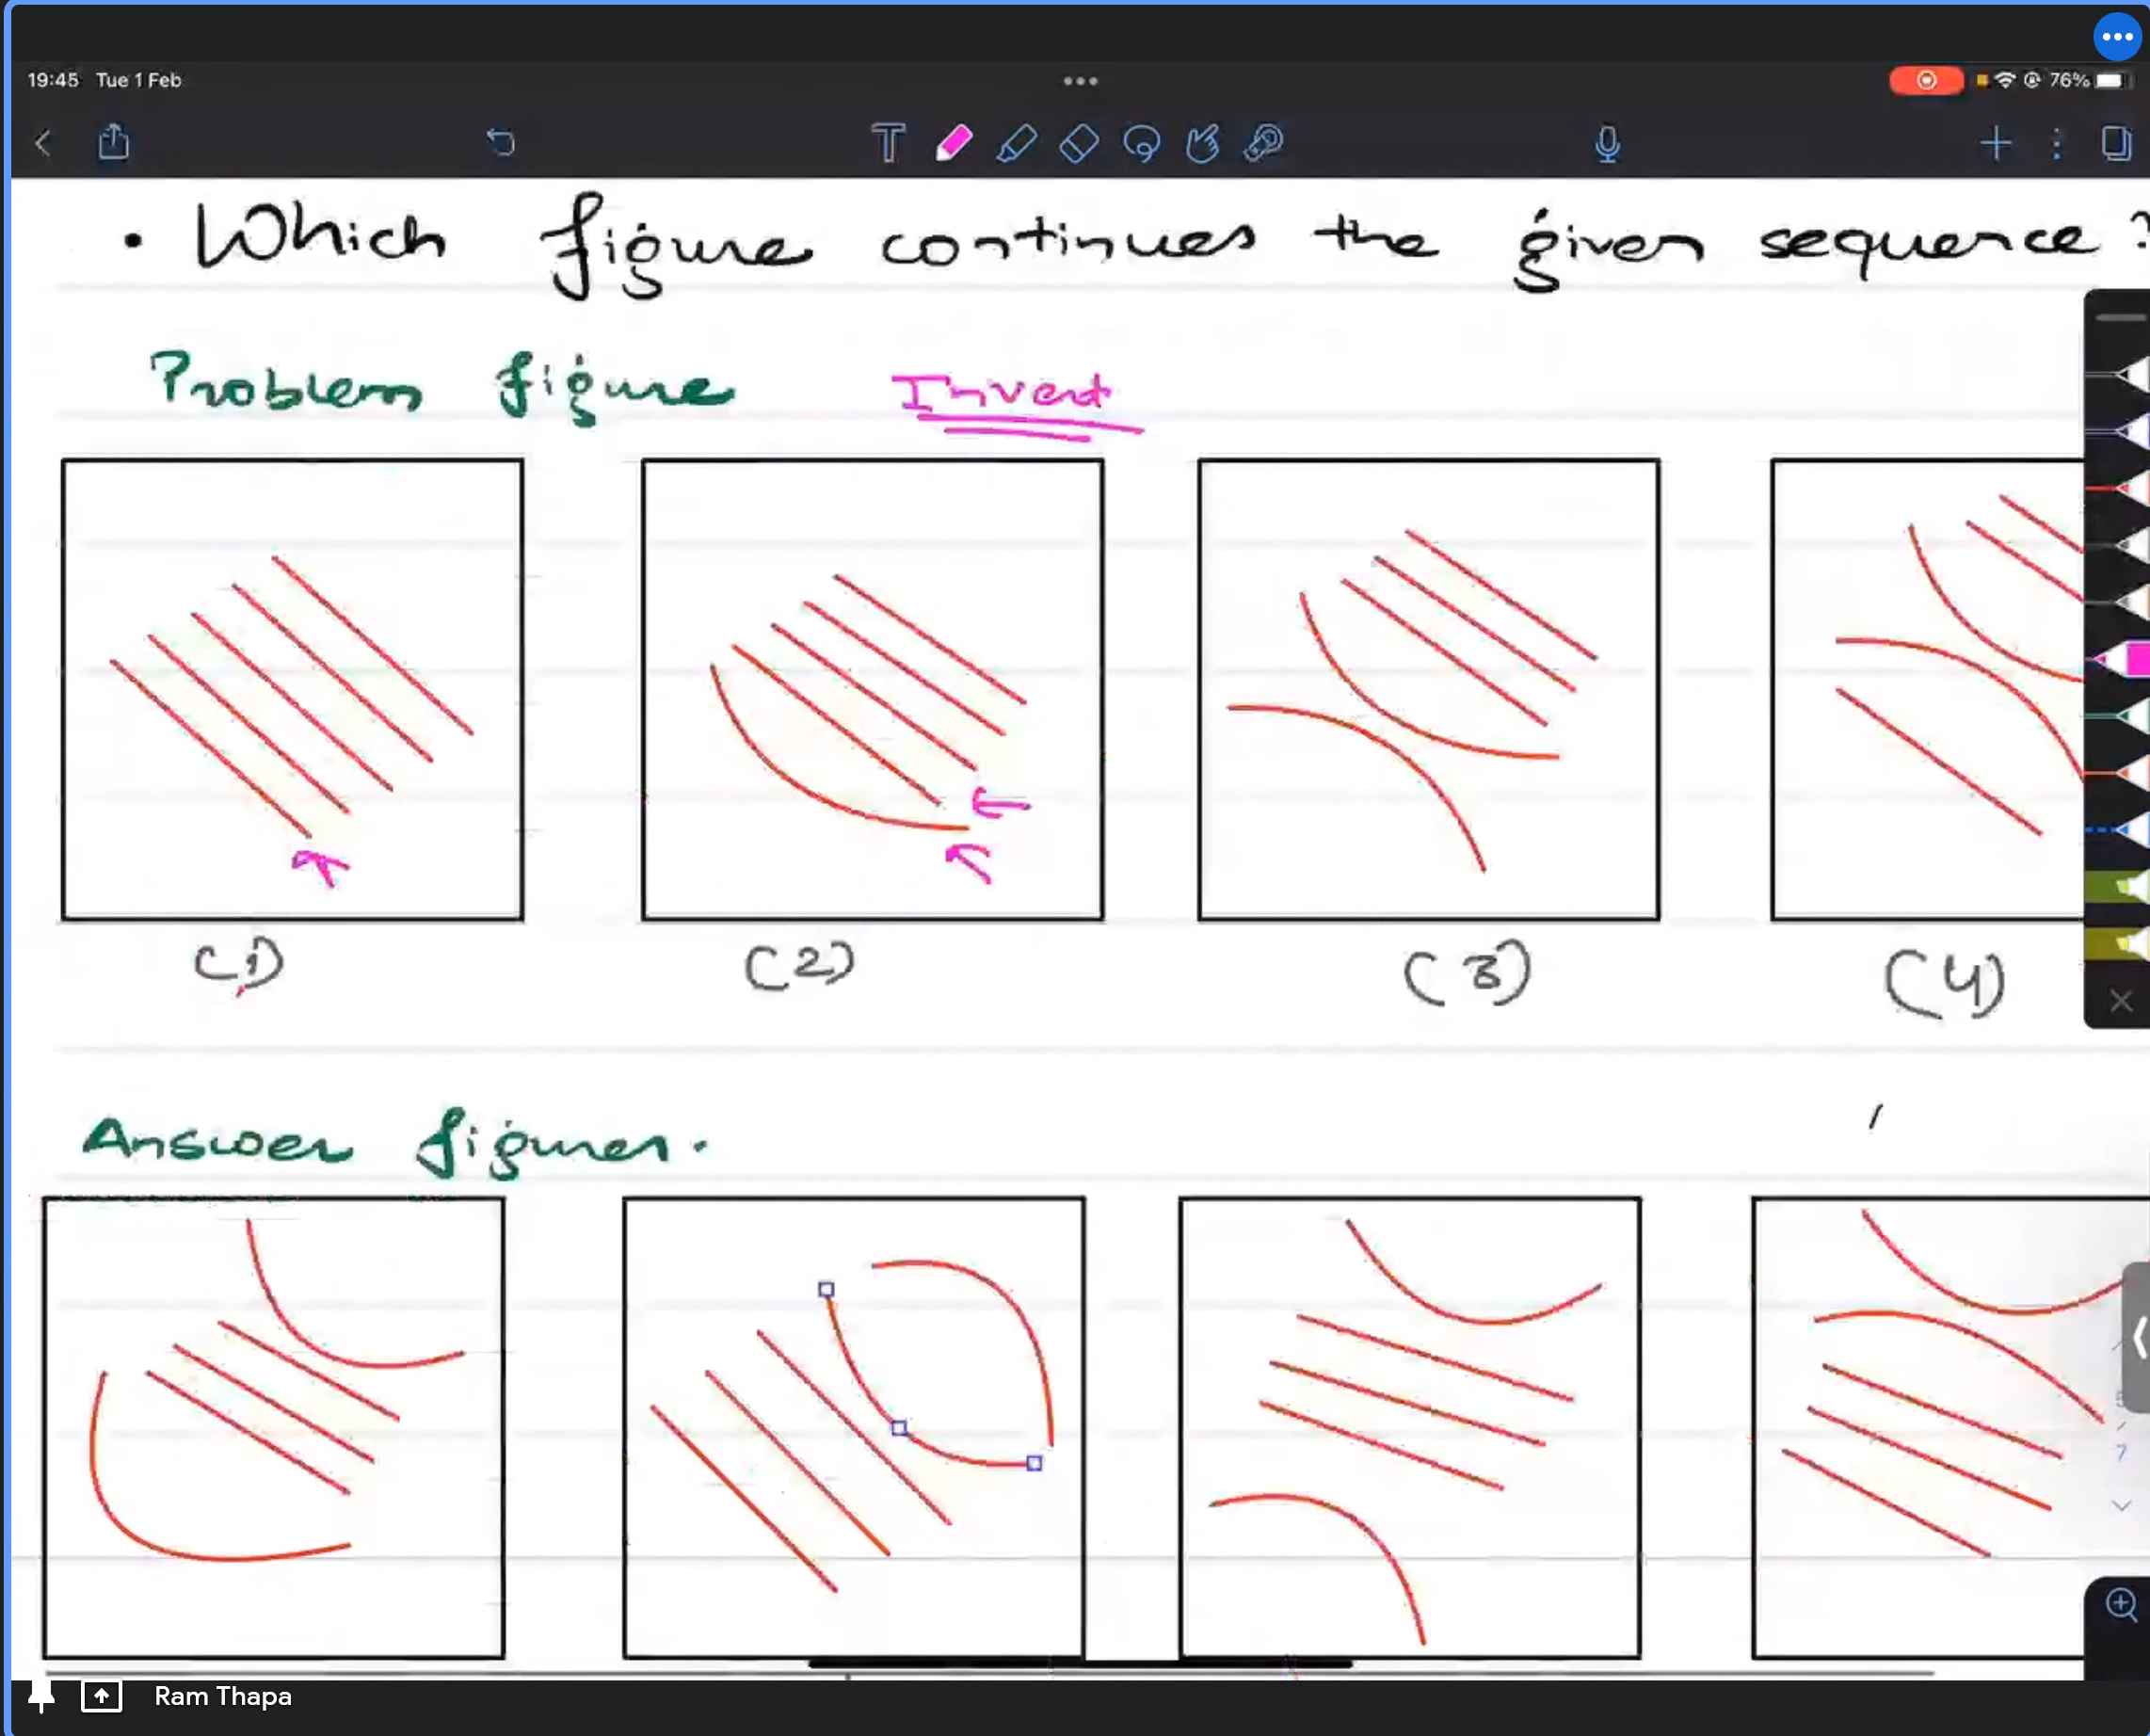 19:45 Tue 1 Feb
76%
T
• Which figure continues the given sequence?
Problem figure
Invert
(1) (2) (3) (4)
Answer figures.
7
Ram Thapa